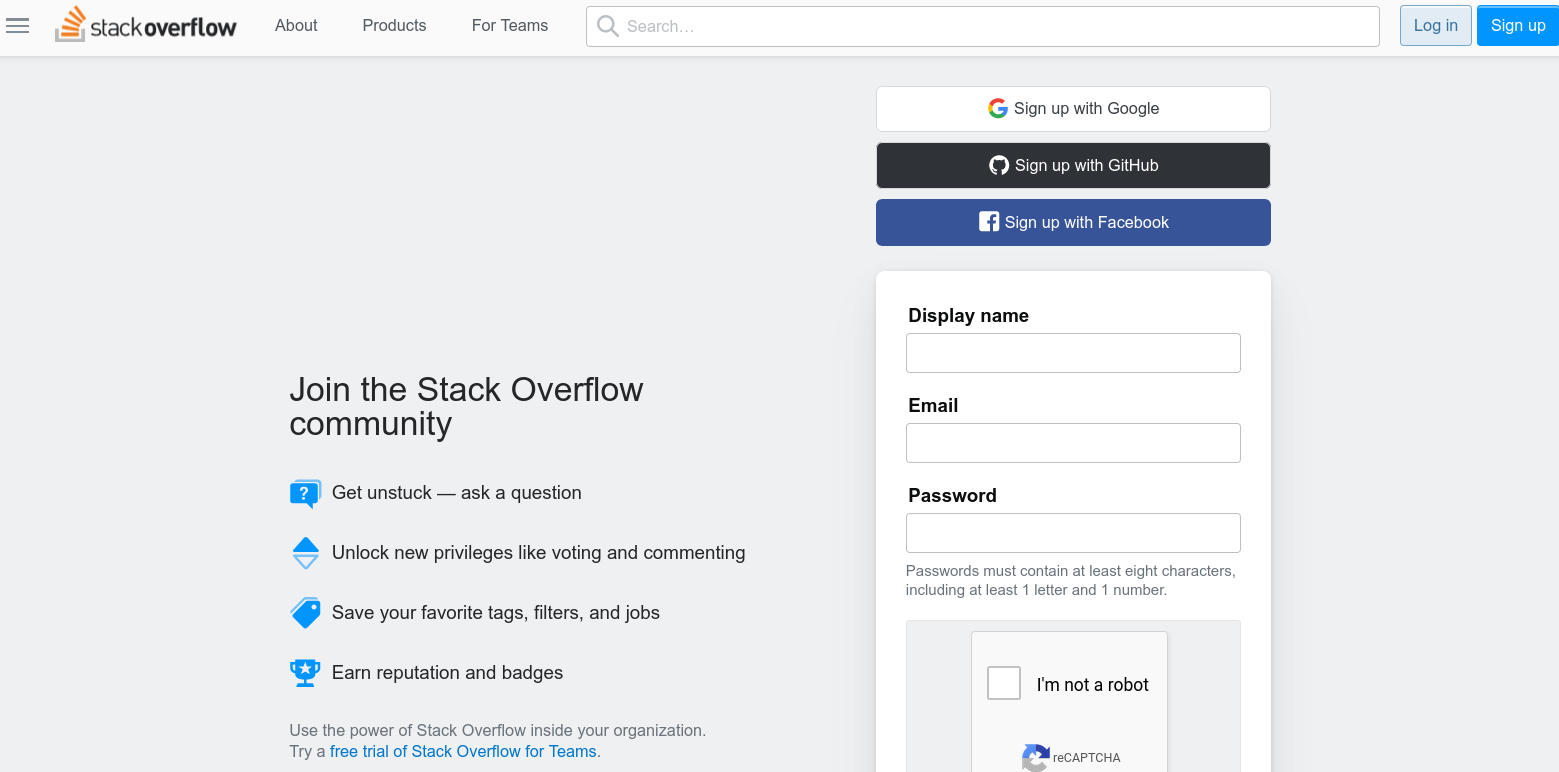 stackoverflow
About
Products
For Teams
Search…
Log in
Sign up
Sign up with Google
Sign up with GitHub
Sign up with Facebook
Join the Stack Overflow
community
?
Get unstuck — ask a question
Unlock new privileges like voting and commenting
Save your favorite tags, filters, and jobs
Earn reputation and badges
Use the power of Stack Overflow inside your organization.
Try a free trial of Stack Overflow for Teams.
Display name
Email
Password
Passwords must contain at least eight characters,
including at least 1 letter and 1 number.
I'm not a robot
reCAPTCHA